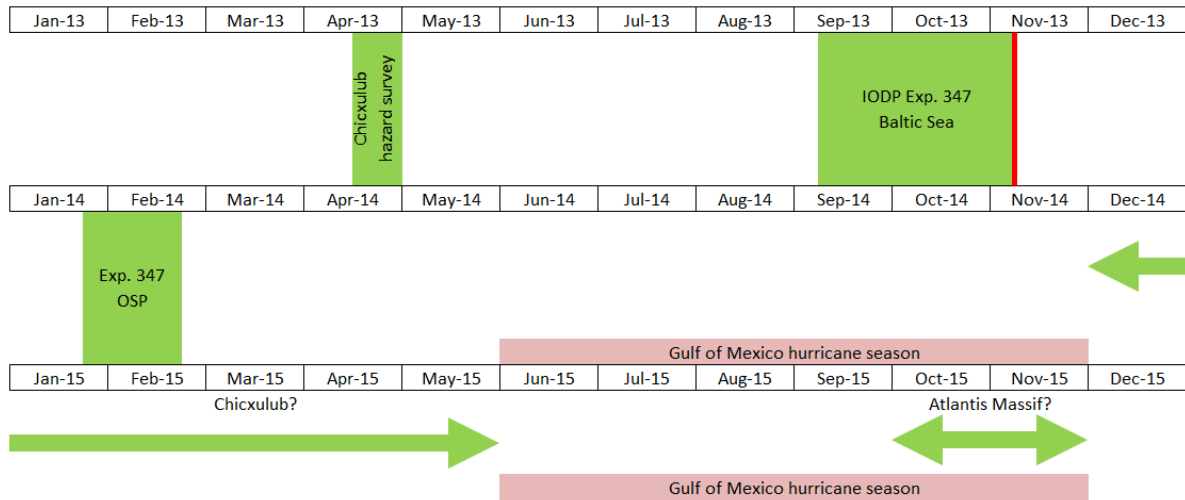 Jan-13 Feb-13 Mar-13 Apr-13 May-13 Jun-13 Jul-13 Aug-13 Sep-13 Oct-13 Nov-13 Dec-13
Chicxulub
hazard survey
IODP Exp. 347
Baltic Sea
Jan-14 Feb-14 Mar-14 Apr-14 May-14 Jun-14 Jul-14 Aug-14 Sep-14 Oct-14 Nov-14 Dec-14
Exp. 347
OSP
Gulf of Mexico hurricane season
Jan-15 Feb-15 Mar-15 Apr-15 May-15 Jun-15 Jul-15 Aug-15 Sep-15 Oct-15 Nov-15 Dec-15
Chicxulub? Atlantis Massif?
Gulf of Mexico hurricane season